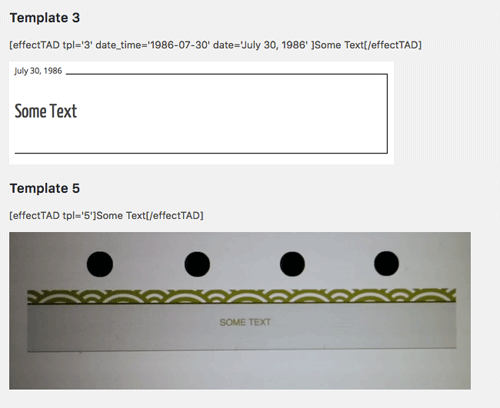 Template 3
[effectTAD tpl='3' date_time='1986-07-30' date='July 30, 1986' ]Some Text[/effectTAD]
July 30, 1986
Some Text
Template 5
[effectTAD tpl='5']Some Text[/effectTAD]
SOME TEXT